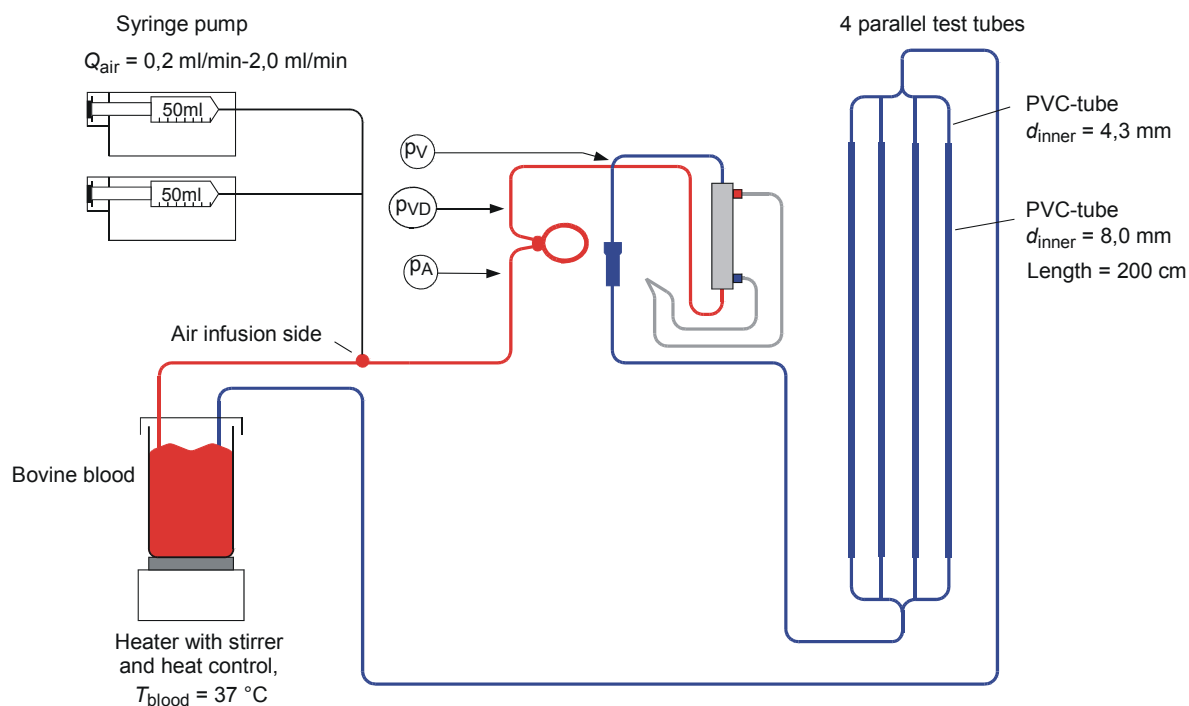 Syringe pump
Qair = 0,2 ml/min-2,0 ml/min
50ml
50ml
pV
pVD
pA
Air infusion side
Bovine blood
Heater with stirrer
and heat control,
Tblood = 37 °C
4 parallel test tubes
PVC-tube
dinner = 4,3 mm
PVC-tube
dinner = 8,0 mm
Length = 200 cm